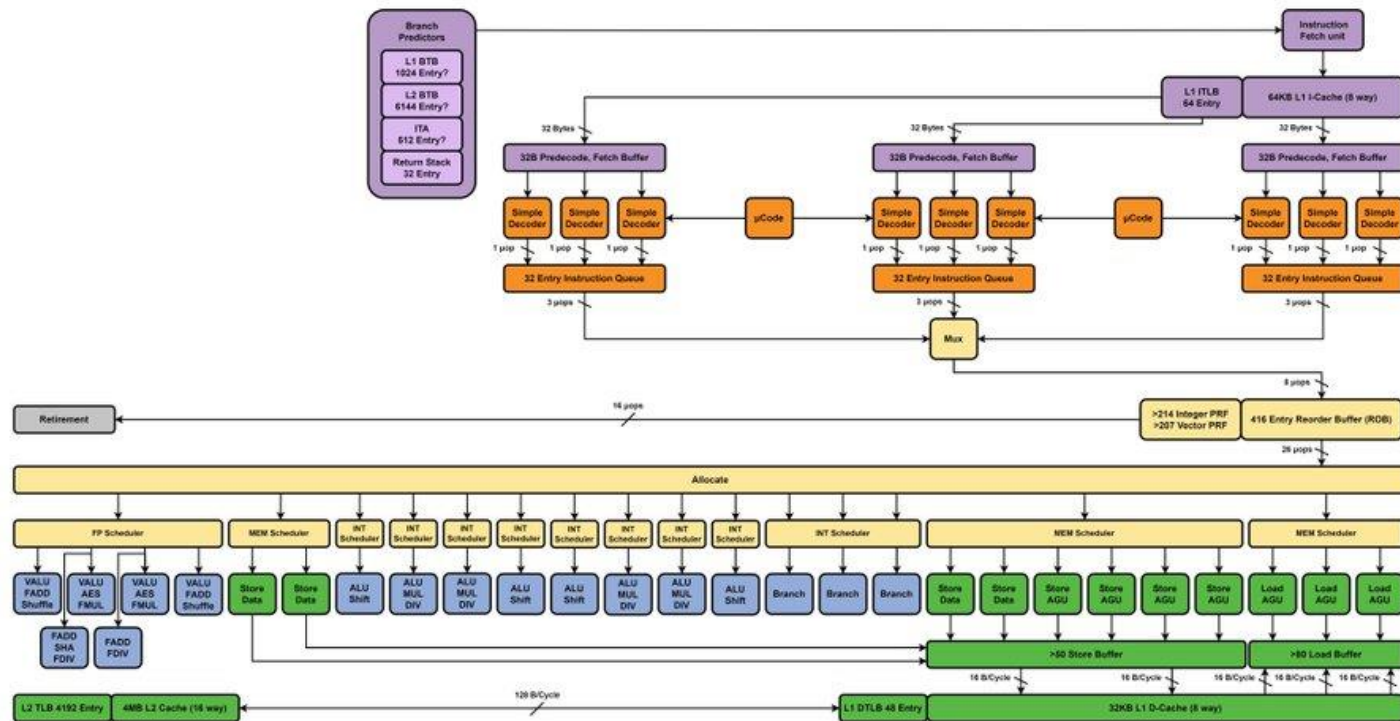 Branch
Predictors
L1 BTB
1024 Entry?
L2 BTB
6144 Entry?
ITA
512 Entry?
Return Stack
32 Entry
Instruction
Fetch unit
L1 ITLB
64 Entry
64KB L1 I-Cache (8 way)
32 Bytes
32 Bytes
32 Bytes
32B Predecode, Fetch Buffer
32B Predecode, Fetch Buffer
32B Predecode, Fetch Buffer
Simple
Decoder
Simple
Decoder
Simple
Decoder
µCode
Simple
Decoder
Simple
Decoder
Simple
Decoder
µCode
Simple
Decoder
Simple
Decoder
Simple
Decoder
1 µop
1 µop
1 µop
1 µop
1 µop
1 µop
1 µop
1 µop
1 µop
32 Entry Instruction Queue
32 Entry Instruction Queue
32 Entry Instruction Queue
3 µops
3 µops
3 µops
Mux
8 µops
Retirement
16 µops
>214 Integer PRF
>207 Vector PRF
416 Entry Reorder Buffer (ROB)
26 µops
Allocate
FP Scheduler
MEM Scheduler
INT
Scheduler
INT
Scheduler
INT
Scheduler
INT
Scheduler
INT
Scheduler
INT
Scheduler
INT
Scheduler
INT
Scheduler
INT Scheduler
MEM Scheduler
MEM Scheduler
VALU
FADD
Shuffle
VALU
AES
FMUL
VALU
AES
FMUL
VALU
FADD
Shuffle
Store
Data
Store
Data
ALU
Shift
ALU
MUL
DIV
ALU
MUL
DIV
ALU
Shift
ALU
Shift
ALU
MUL
DIV
ALU
MUL
DIV
ALU
Shift
Branch
Branch
Branch
Store
Data
Store
Data
Store
AGU
Store
AGU
Store
AGU
Store
AGU
Load
AGU
Load
AGU
Load
AGU
FADD
SHA
FDIV
FADD
FDIV
>50 Store Buffer
>80 Load Buffer
16 B/Cycle
16 B/Cycle
16 B/Cycle
16 B/Cycle
16 B/Cycle
L2 TLB 4192 Entry
4MB L2 Cache (16 way)
128 B/Cycle
L1 DTLB 48 Entry
32KB L1 D-Cache (8 way)